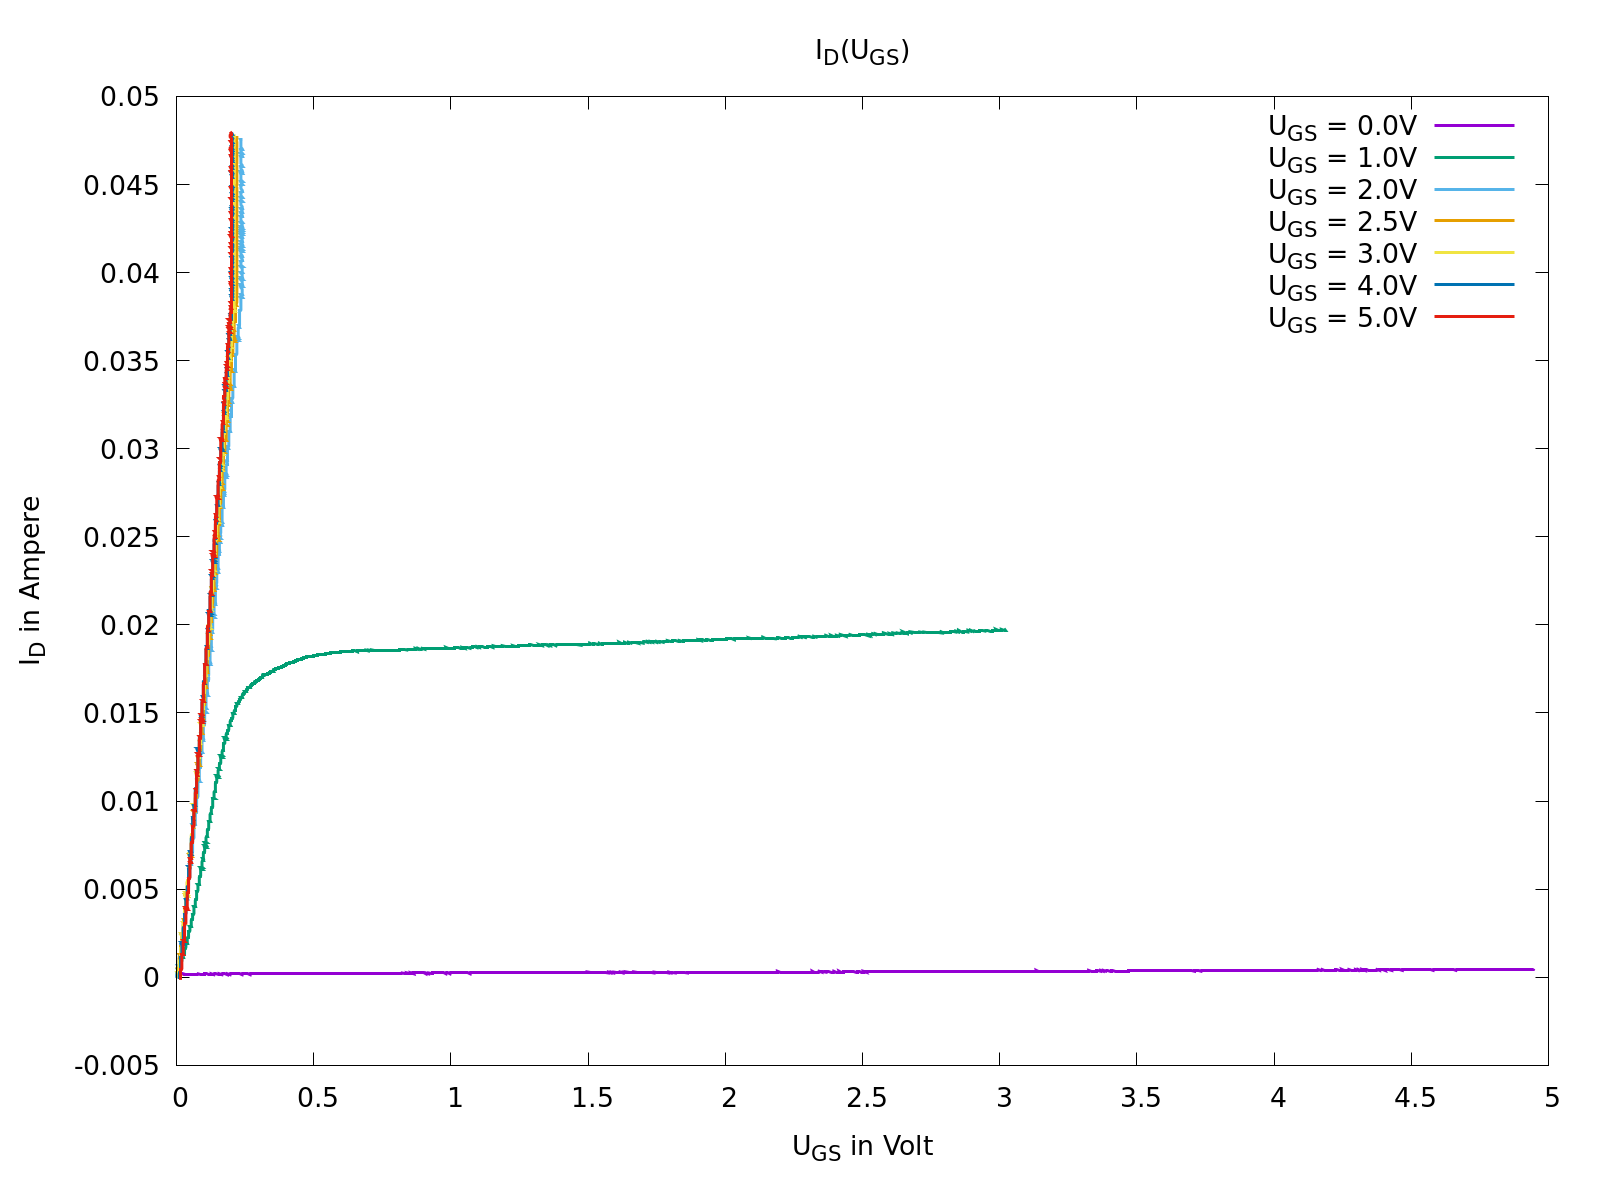 I_D(U_GS)
0.05
0.045
0.04
0.035
0.03
0.025
0.02
0.015
0.01
0.005
0
-0.005
I_D in Ampere
U_GS = 0.0V
U_GS = 1.0V
U_GS = 2.0V
U_GS = 2.5V
U_GS = 3.0V
U_GS = 4.0V
U_GS = 5.0V
0 0.5 1 1.5 2 2.5 3 3.5 4 4.5 5
U_GS in Volt